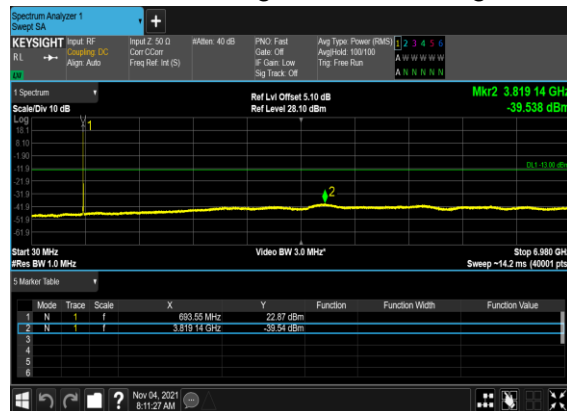 Spectrum Analyzer 1
Swept SA
+
KEYSIGHT Input: RF Input Z: 50 Ω #Atten: 40 dB PNO: Fast Avg Type: Power (RMS) 1 2 3 4 5 6
RL Coupling: DC Corr CCorr Gate: Off Avg|Hold: 100/100 A W W W W W
Align: Auto Freq Ref: Int (S) IF Gain: Low Trig: Free Run
Sig Track: Off A N N N N N
1 Spectrum Ref Lvl Offset 5.10 dB Mkr2 3.819 14 GHz
Scale/Div 10 dB Ref Level 28.10 dBm -39.538 dBm
Log
18.1 1
8.10
-1.90
-11.9 DL1 -13.00 dBm
-21.9
-31.9 2
-41.9
-51.9
-61.9
Start 30 MHz Video BW 3.0 MHz* Stop 6.980 GHz
#Res BW 1.0 MHz Sweep ~14.2 ms (40001 pts)
5 Marker Table
Mode Trace Scale X Y Function Function Width Function Value
1 N 1 f 693.55 MHz 22.87 dBm
2 N 1 f 3.819 14 GHz -39.54 dBm
3
4
5
6
? Nov 04, 2021
8:11:27 AM